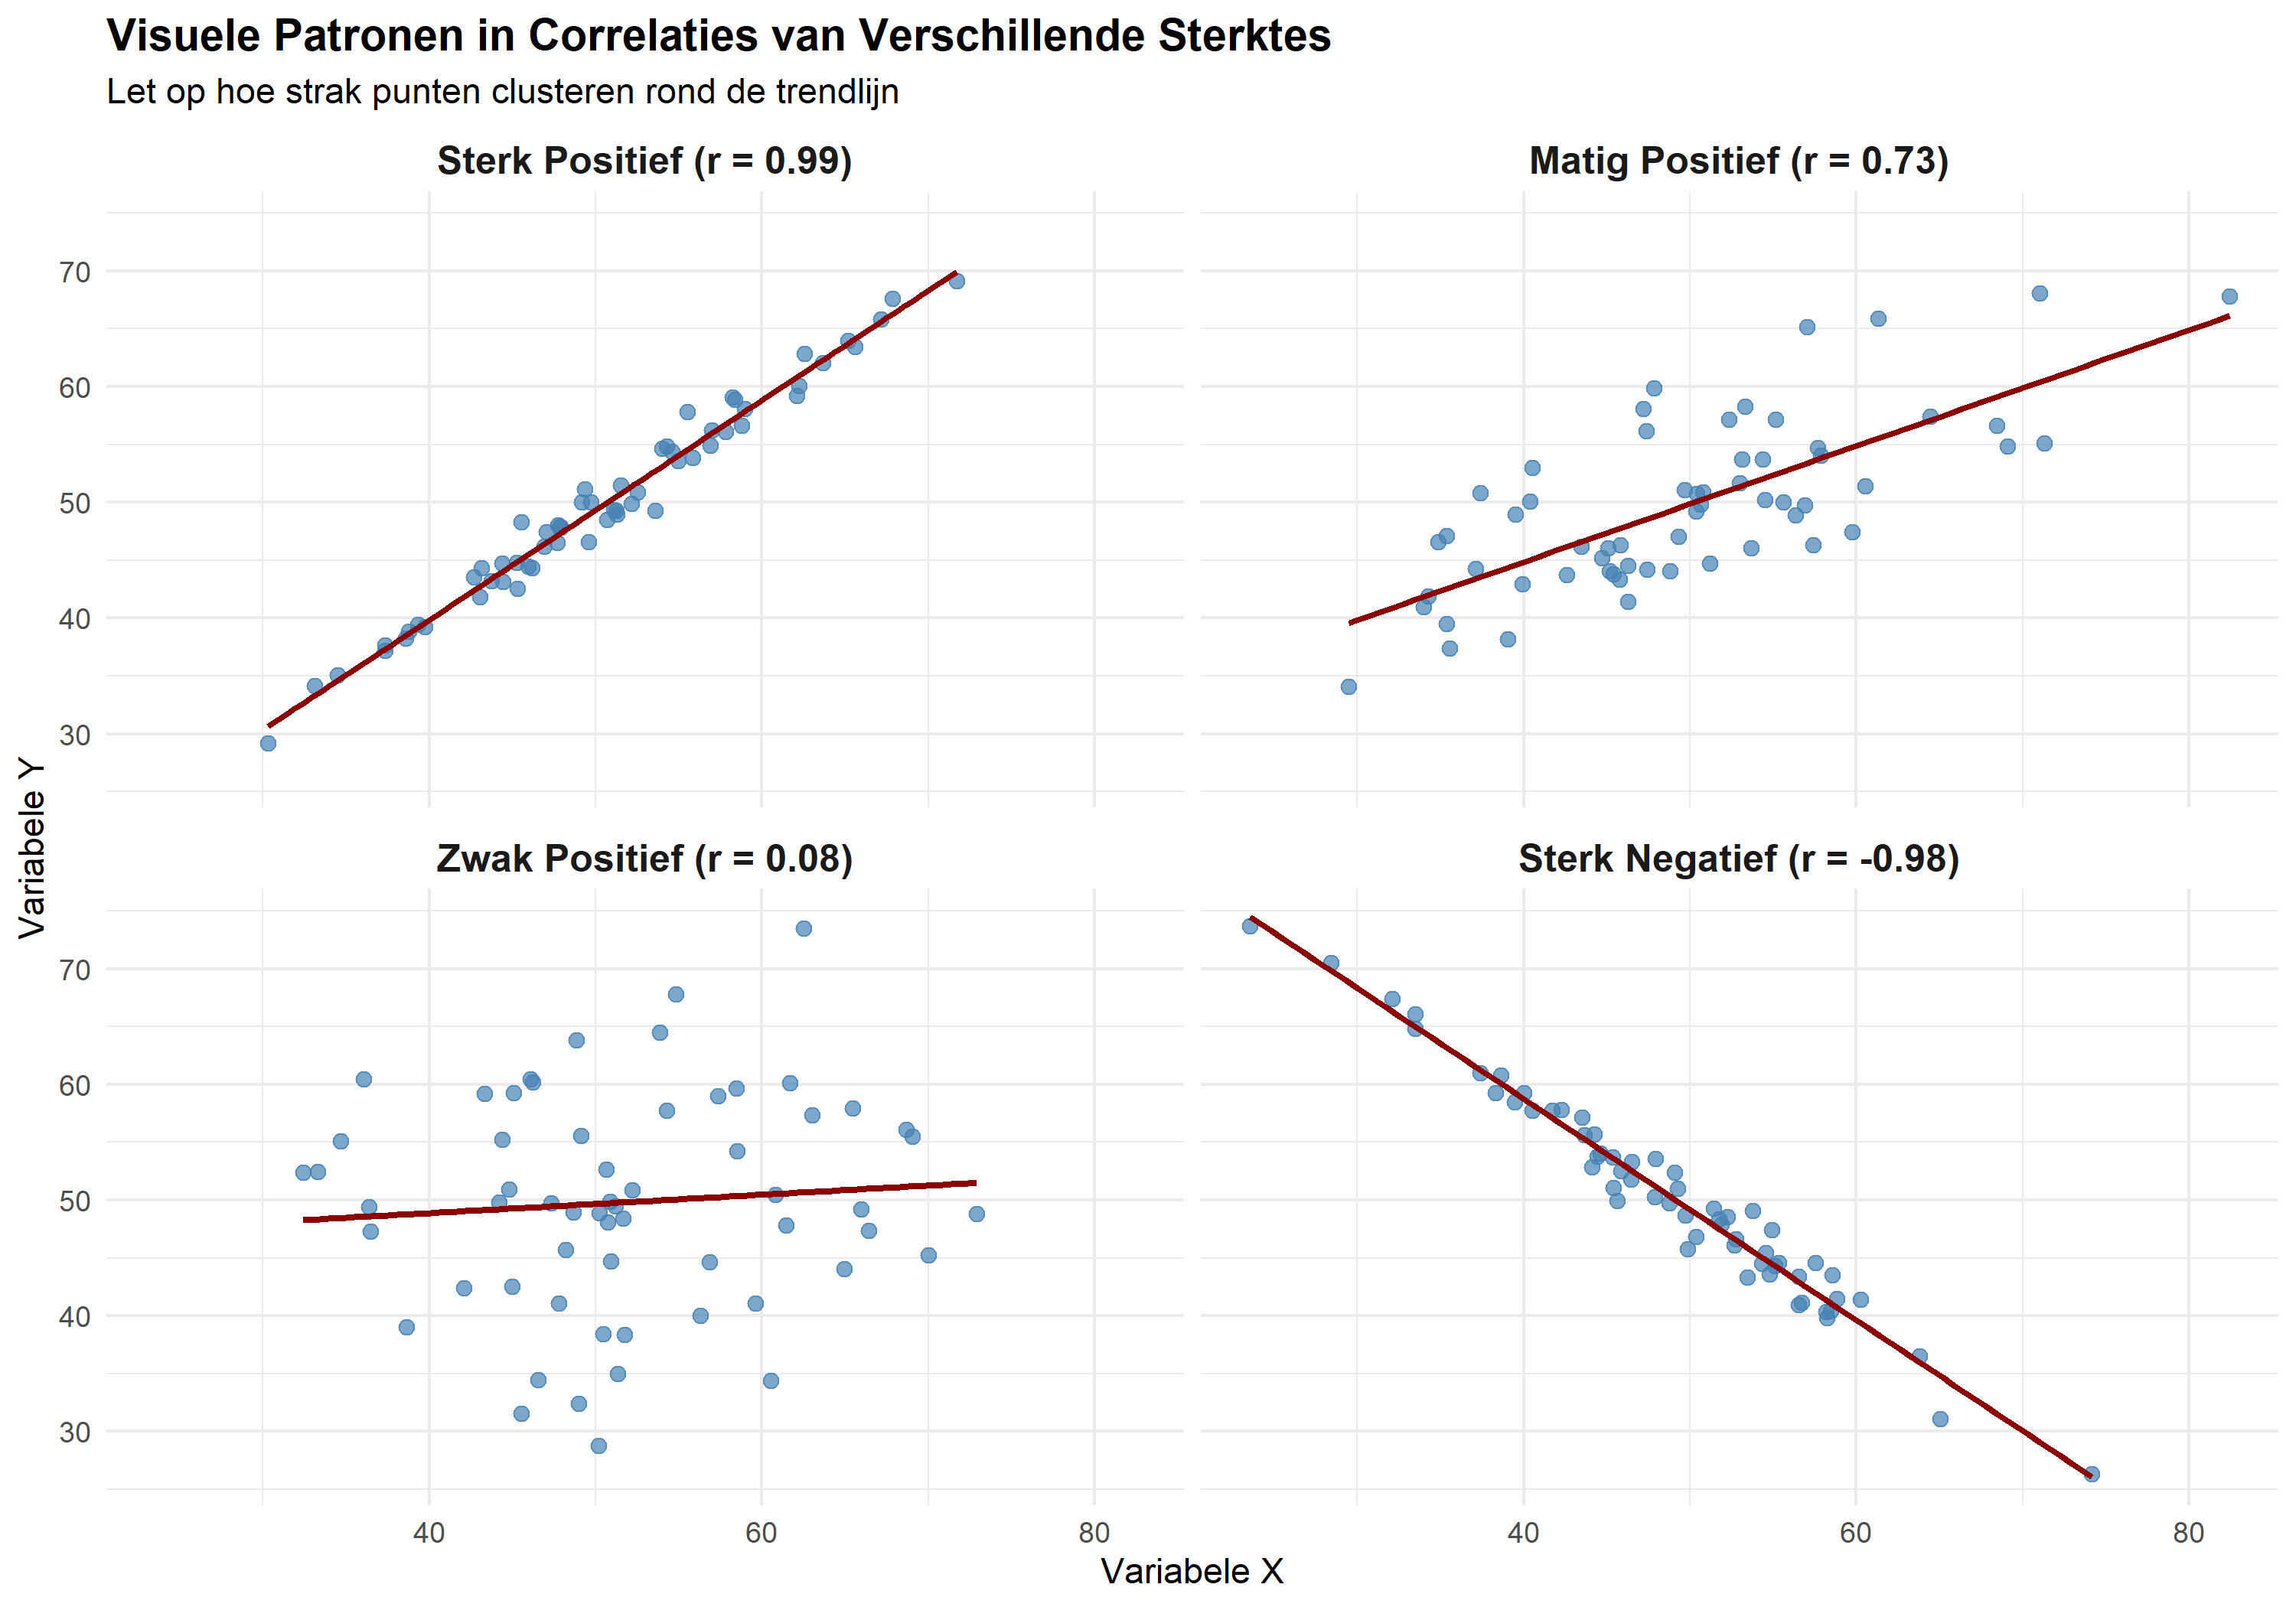 Visuele Patronen in Correlaties van Verschillende Sterktes
Let op hoe strak punten clusteren rond de trendlijn
Sterk Positief (r = 0.99)
Matig Positief (r = 0.73)
70
60
50
40
30
Variabele Y
Zwak Positief (r = 0.08)
Sterk Negatief (r = -0.98)
70
60
50
40
30
40
60
80
40
60
80
Variabele X